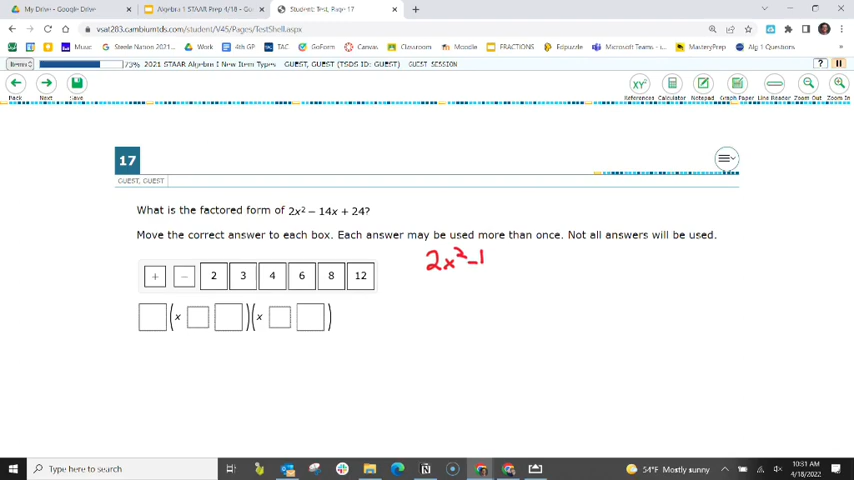 My Drive - Google Drive
Algebra 1 STAAR Prep 4/18 - Go
Student: Test, Page 17
vsat283.cambiumtds.com/student/V45/Pages/TestShell.aspx
Muuc
Steele Nation 2021...
Work
4th GP
TAC
GoForm
Canvas
Classroom
Moodle
FRACTIONS
Edpuzzle
Microsoft Teams - m...
MasteryPrep
Alg 1 Questions
Items
73%
2021 STAAR Algebra I New Item Types
GUEST, GUEST (TSDS ID: GUEST)
GUEST SESSION
?
Back
Next
Save
References
Calculator
Notepad
Graph Paper
Line Reader
Zoom Out
Zoom In
17
GUEST, GUEST
What is the factored form of 2x² − 14x + 24?
Move the correct answer to each box. Each answer may be used more than once. Not all answers will be used.
2x² - 1
+ − 2 3 4 6 8 12
( x )( x )
Type here to search
54°F Mostly sunny
10:31 AM
4/18/2022